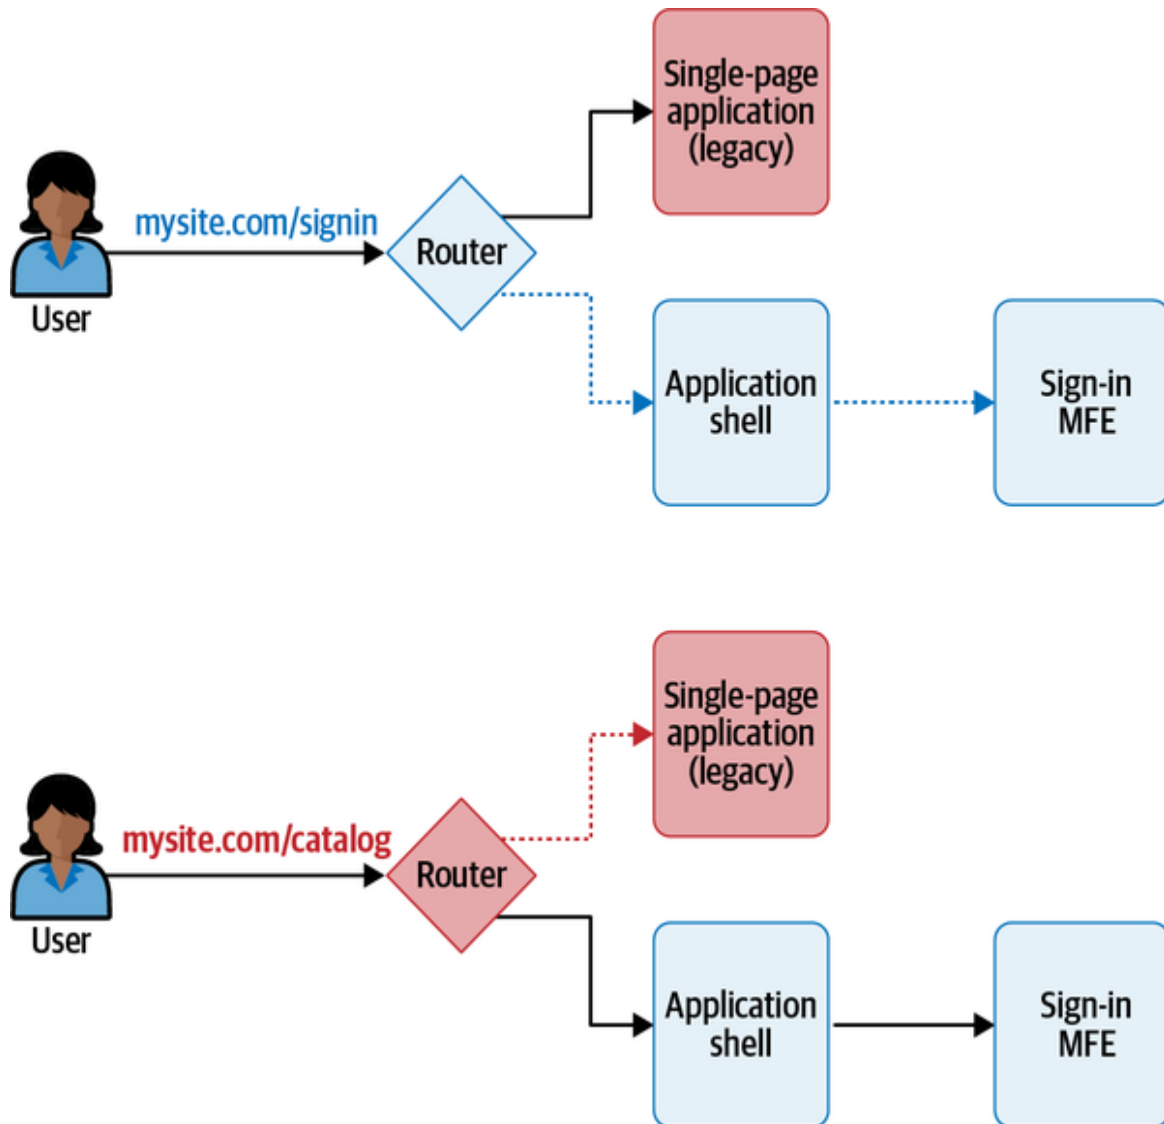 Single-page
application
(legacy)
mysite.com/signin
Router
User
Application
shell
Sign-in
MFE
Single-page
application
(legacy)
mysite.com/catalog
Router
User
Application
shell
Sign-in
MFE